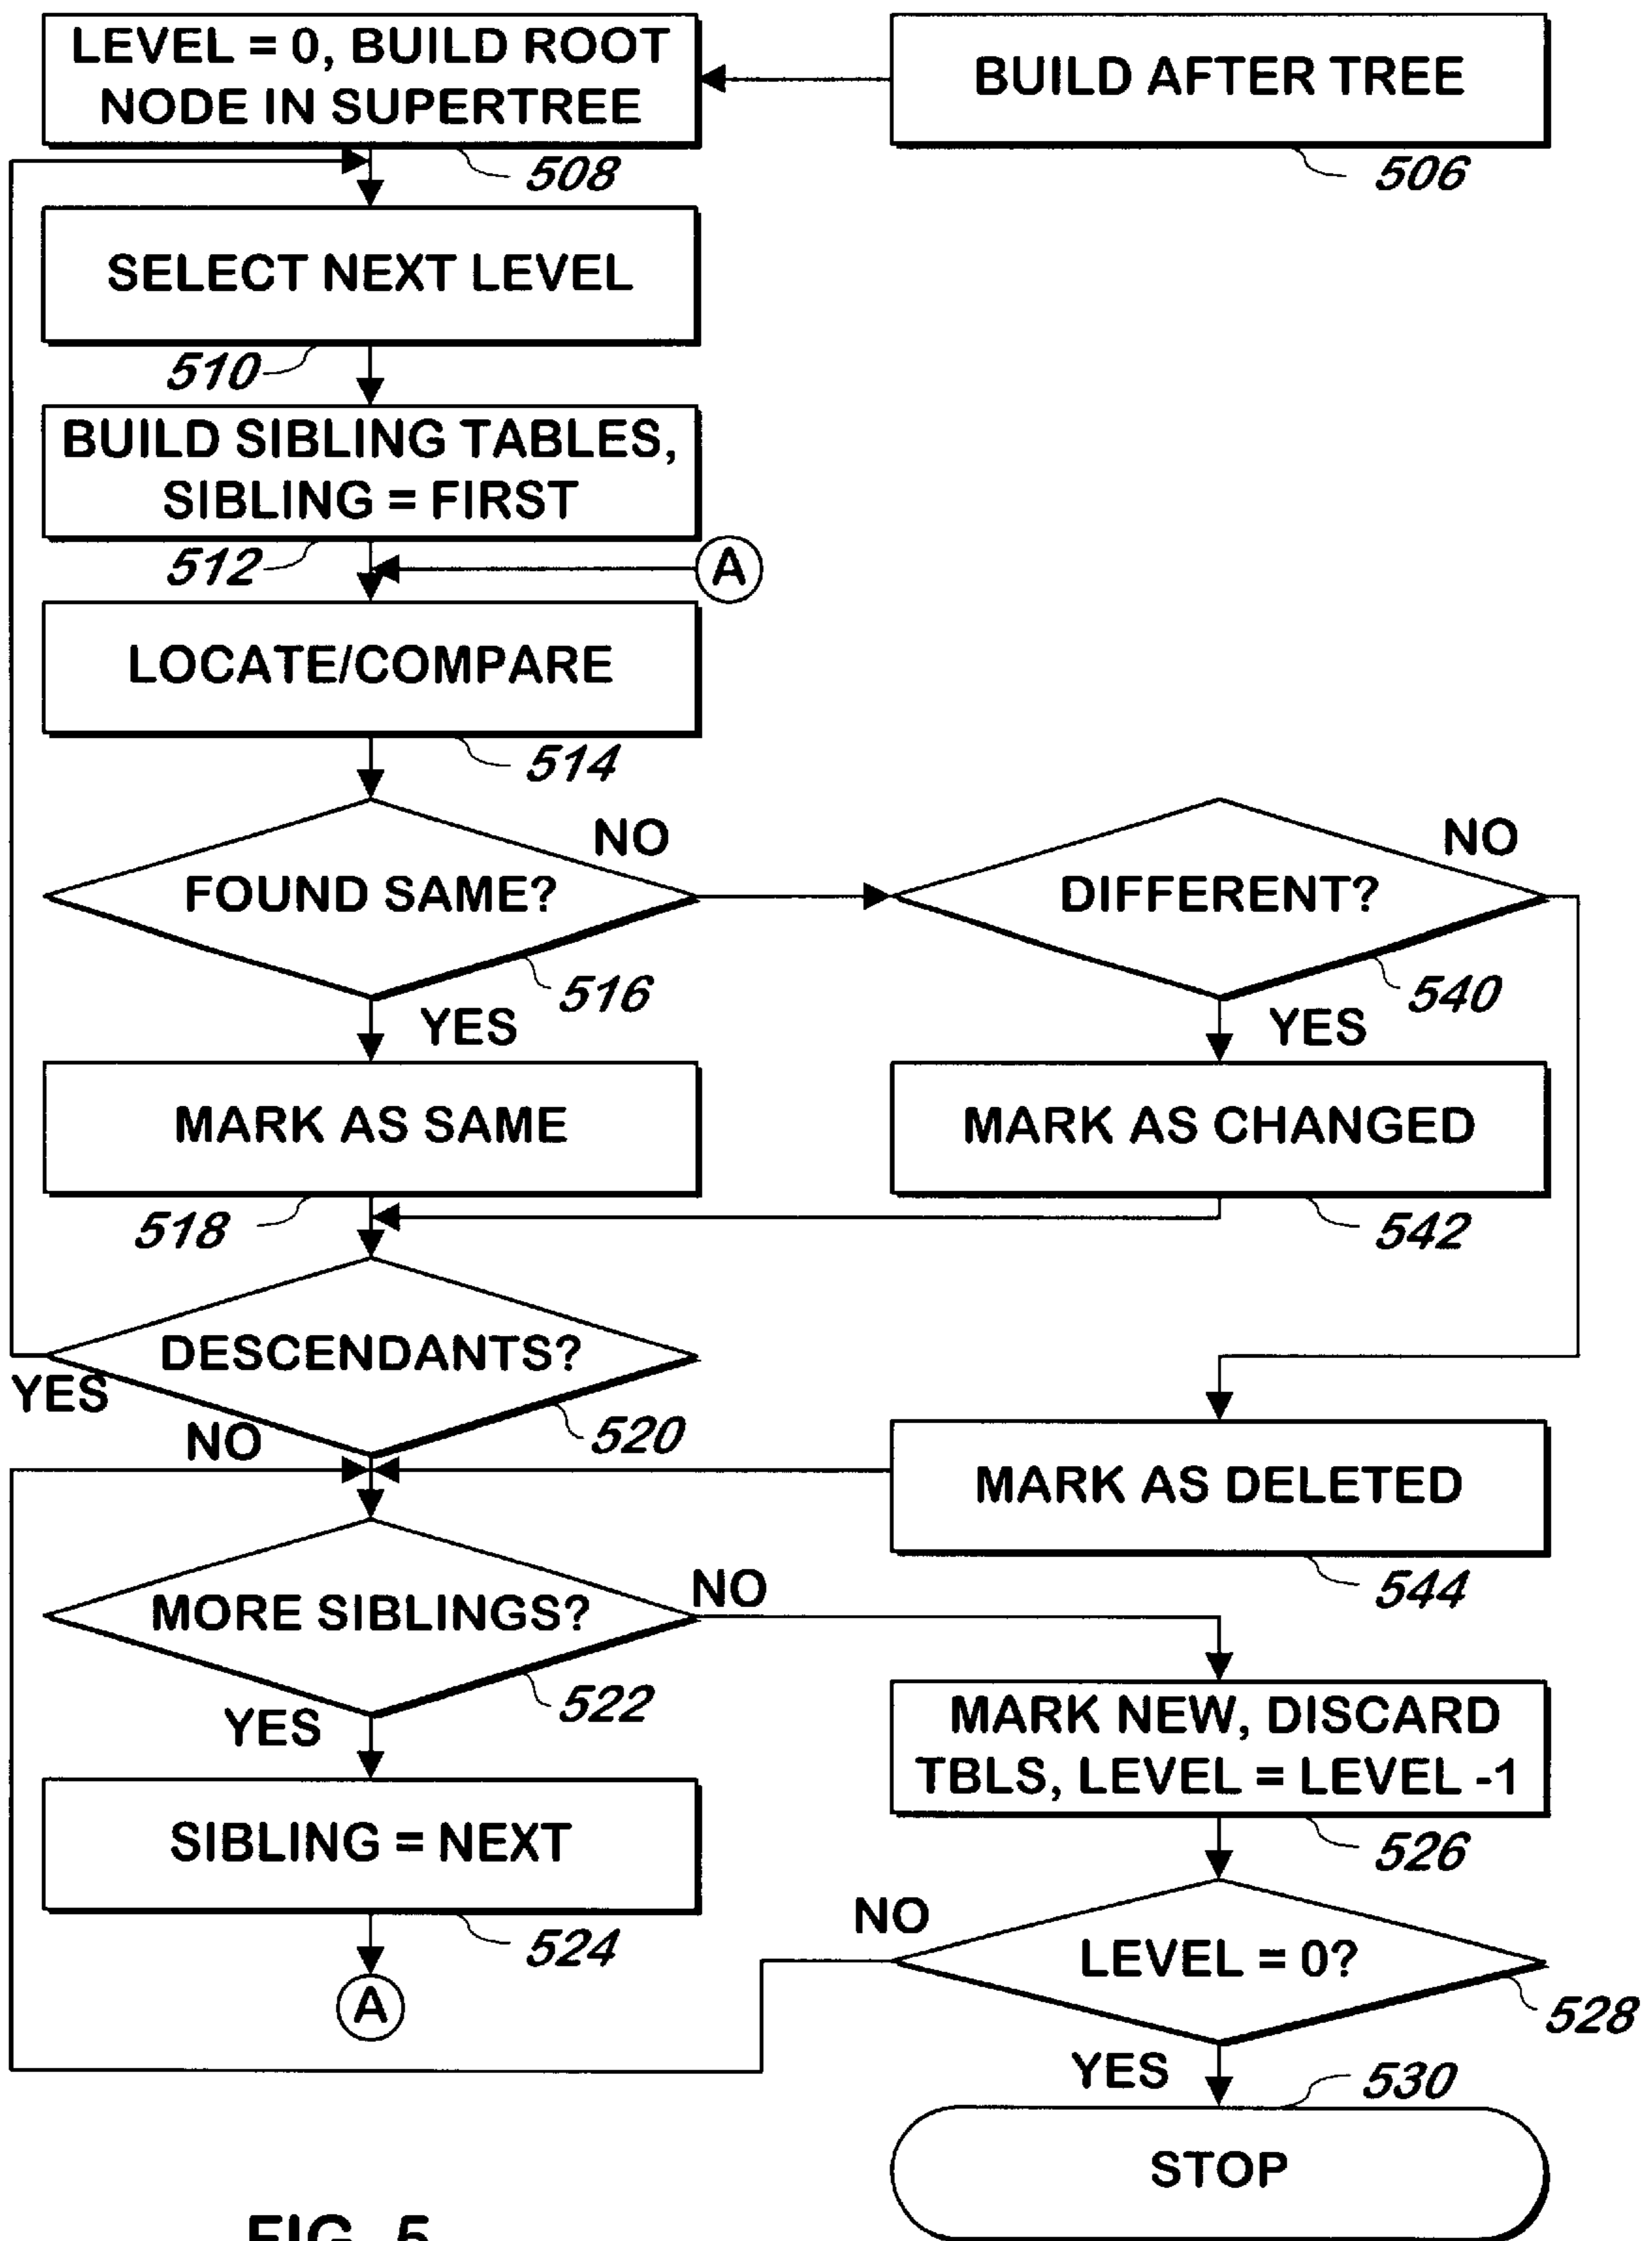 LEVEL = 0, BUILD ROOT
NODE IN SUPERTREE
508
BUILD AFTER TREE
506
SELECT NEXT LEVEL
510
BUILD SIBLING TABLES,
SIBLING = FIRST
512
A
LOCATE/COMPARE
514
FOUND SAME?
NO
516
YES
DIFFERENT?
NO
540
YES
MARK AS SAME
518
MARK AS CHANGED
542
DESCENDANTS?
YES
NO
520
MARK AS DELETED
544
MORE SIBLINGS?
NO
522
YES
MARK NEW, DISCARD
TBLS, LEVEL = LEVEL -1
526
SIBLING = NEXT
524
A
LEVEL = 0?
NO
528
YES
530
STOP
FIG. 5